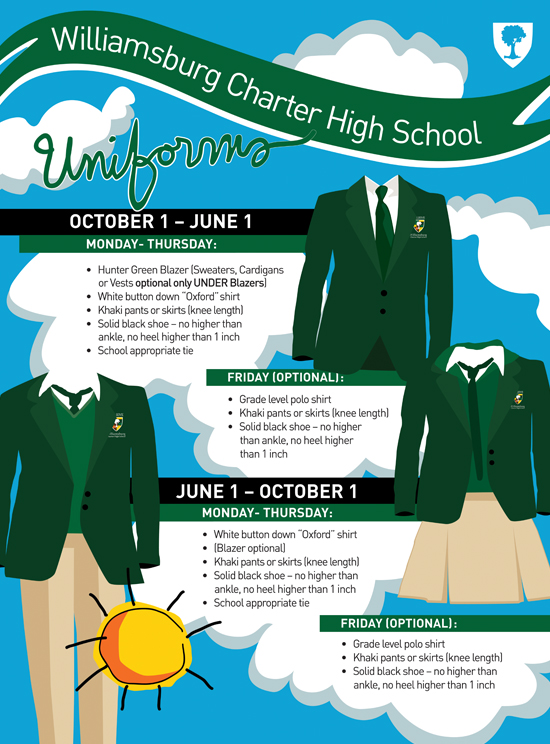 Williamsburg Charter High School
Uniforms
OCTOBER 1 – JUNE 1
MONDAY- THURSDAY:
• Hunter Green Blazer (Sweaters, Cardigans
or Vests optional only UNDER Blazers)
• White button down “Oxford” shirt
• Khaki pants or skirts (knee length)
• Solid black shoe – no higher than
ankle, no heel higher than 1 inch
• School appropriate tie
FRIDAY (OPTIONAL):
• Grade level polo shirt
• Khaki pants or skirts (knee length)
• Solid black shoe – no higher
than ankle, no heel higher
than 1 inch
JUNE 1 – OCTOBER 1
MONDAY- THURSDAY:
• White button down “Oxford” shirt
• (Blazer optional)
• Khaki pants or skirts (knee length)
• Solid black shoe – no higher than
ankle, no heel higher than 1 inch
• School appropriate tie
FRIDAY (OPTIONAL):
• Grade level polo shirt
• Khaki pants or skirts (knee length)
• Solid black shoe – no higher than
ankle, no heel higher than 1 inch